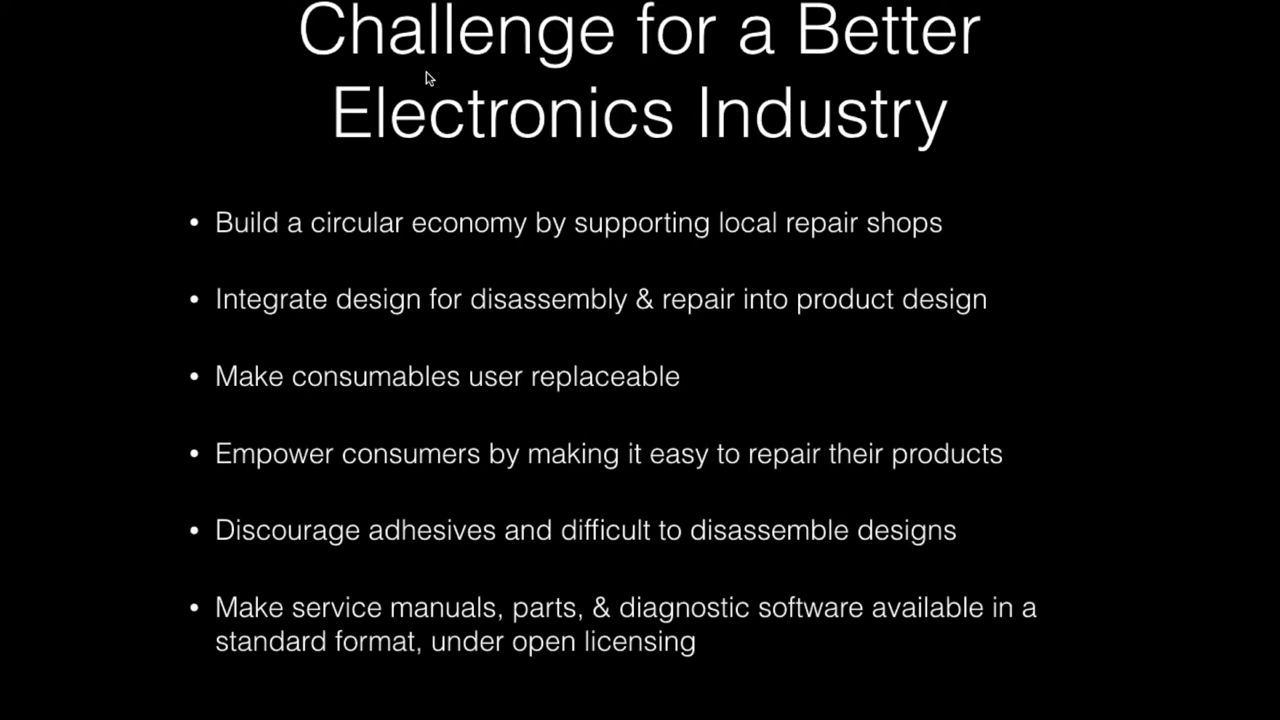 Challenge for a Better
Electronics Industry
• Build a circular economy by supporting local repair shops
• Integrate design for disassembly & repair into product design
• Make consumables user replaceable
• Empower consumers by making it easy to repair their products
• Discourage adhesives and difficult to disassemble designs
• Make service manuals, parts, & diagnostic software available in a
standard format, under open licensing